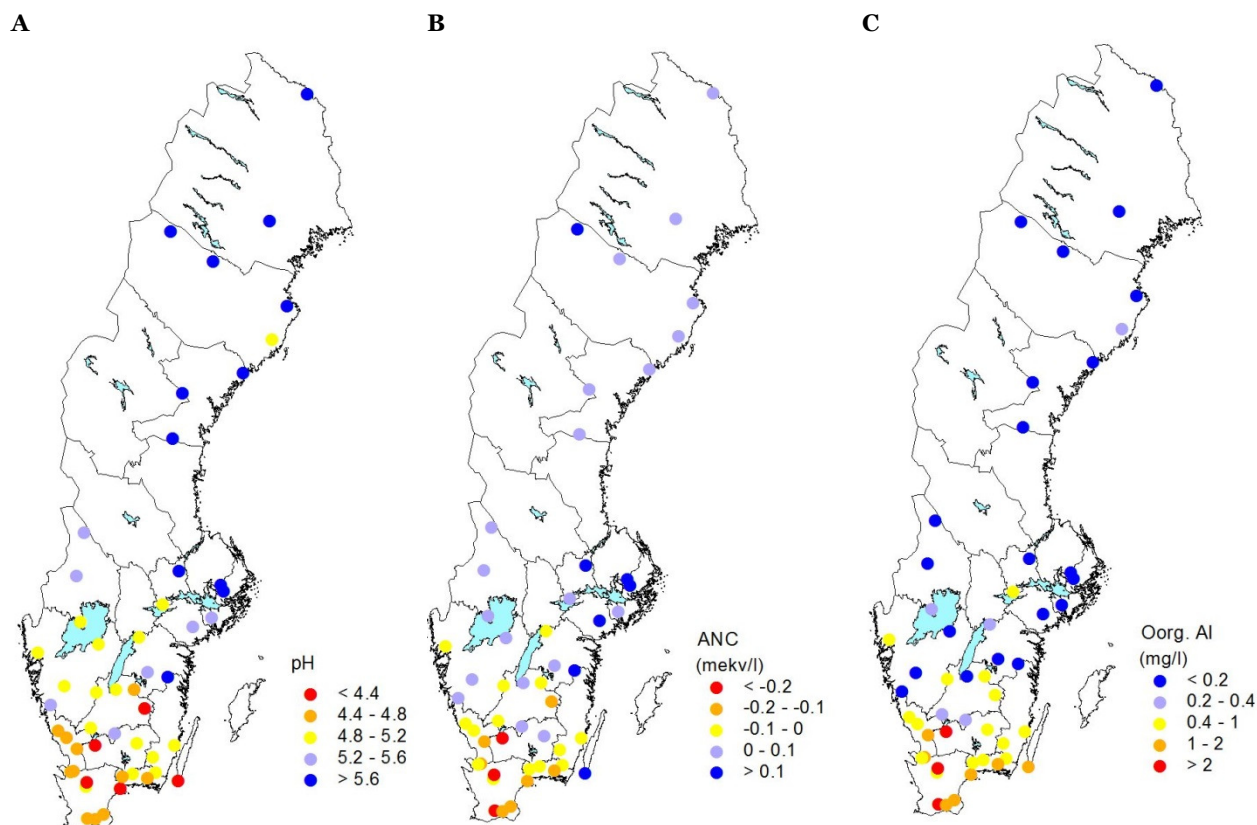 A
B
C
pH
< 4.4
4.4 - 4.8
4.8 - 5.2
5.2 - 5.6
> 5.6
ANC
(mekv/l)
< -0.2
-0.2 - -0.1
-0.1 - 0
0 - 0.1
> 0.1
Oorg. Al
(mg/l)
< 0.2
0.2 - 0.4
0.4 - 1
1 - 2
> 2